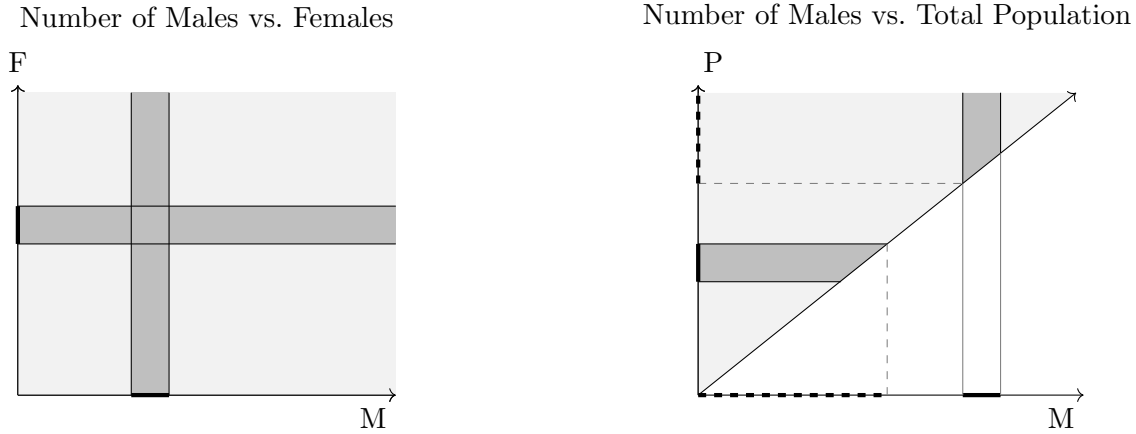 Number of Males vs. Females
F
M
Number of Males vs. Total Population
P
M